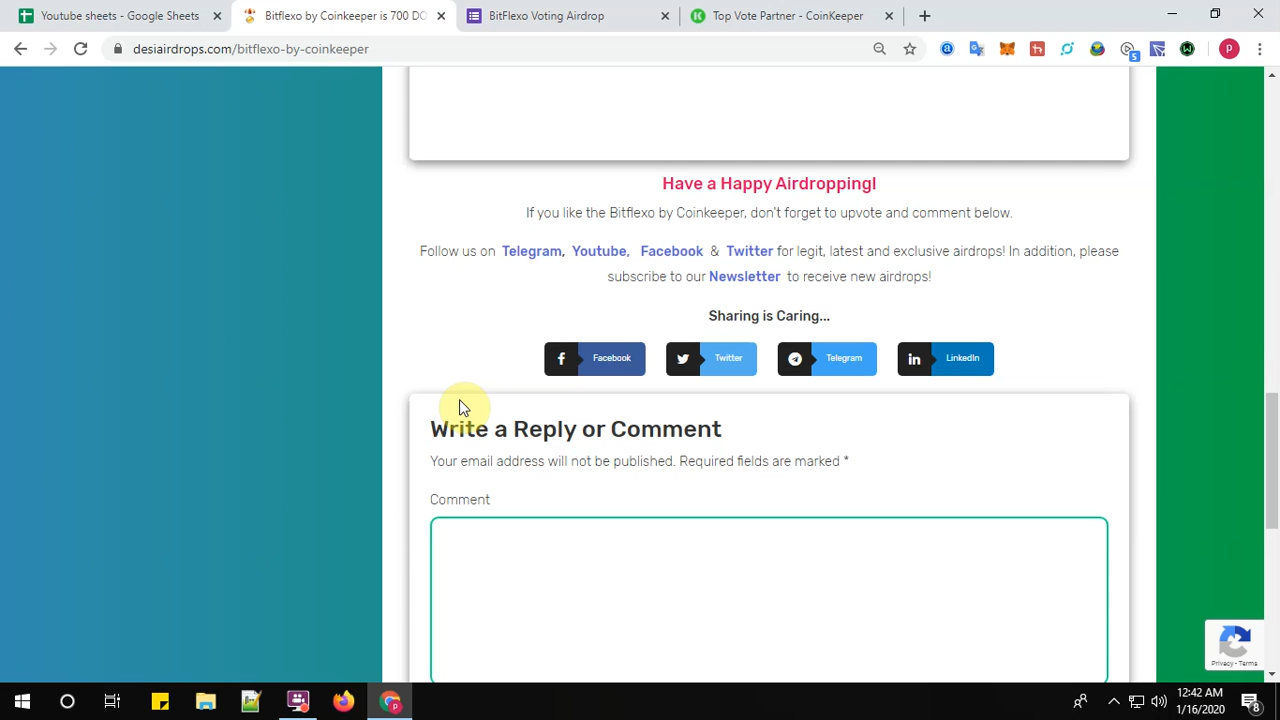 Youtube sheets - Google Sheets
Bitflexo by Coinkeeper is 700 DO
BitFlexo Voting Airdrop
Top Vote Partner - CoinKeeper
desiairdrops.com/bitflexo-by-coinkeeper
Have a Happy Airdropping!
If you like the Bitflexo by Coinkeeper, don't forget to upvote and comment below.
Follow us on Telegram, Youtube, Facebook & Twitter for legit, latest and exclusive airdrops! In addition, please
subscribe to our Newsletter to receive new airdrops!
Sharing is Caring...
Facebook
Twitter
Telegram
LinkedIn
Write a Reply or Comment
Your email address will not be published. Required fields are marked *
Comment
Privacy - Terms
12:42 AM
1/16/2020
8